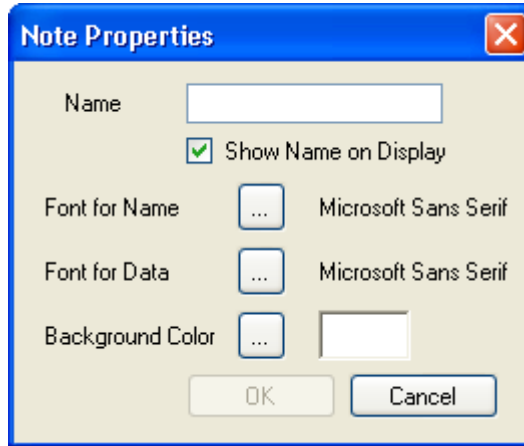 Note Properties
Name
Show Name on Display
Font for Name ... Microsoft Sans Serif
Font for Data ... Microsoft Sans Serif
Background Color ...
OK Cancel